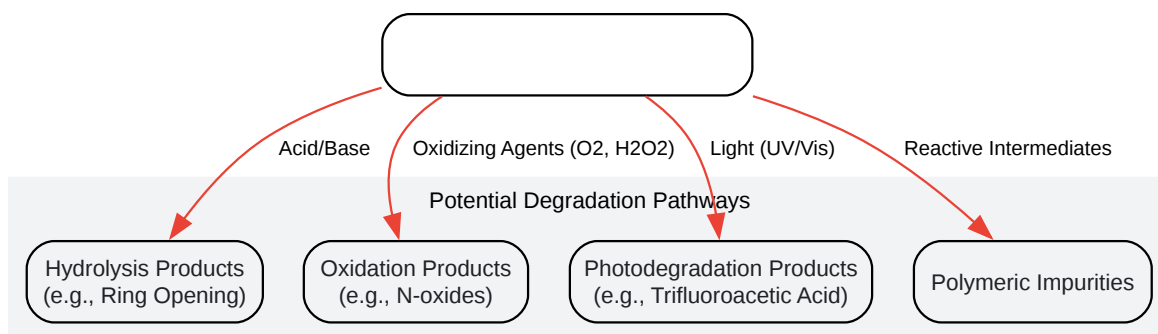 Acid/Base
Oxidizing Agents (O2, H2O2)
Light (UV/Vis)
Reactive Intermediates
Potential Degradation Pathways
Hydrolysis Products
(e.g., Ring Opening)
Oxidation Products
(e.g., N-oxides)
Photodegradation Products
(e.g., Trifluoroacetic Acid)
Polymeric Impurities